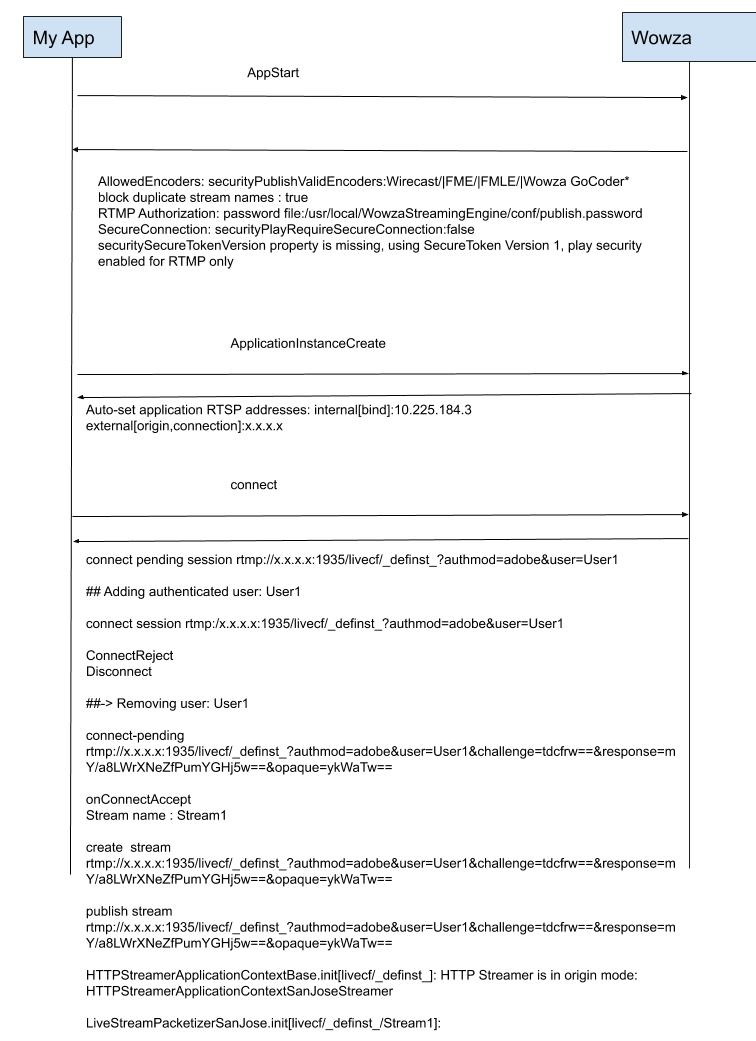 My App
Wowza
AppStart
AllowedEncoders: securityPublishValidEncoders:Wirecast/|FME/|FMLE/|Wowza GoCoder*
block duplicate stream names : true
RTMP Authorization: password file:/usr/local/WowzaStreamingEngine/conf/publish.password
SecureConnection: securityPlayRequireSecureConnection:false
securitySecureTokenVersion property is missing, using SecureToken Version 1, play security
enabled for RTMP only
ApplicationInstanceCreate
Auto-set application RTSP addresses: internal[bind]:10.225.184.3
external[origin,connection]:x.x.x.x
connect
connect pending session rtmp://x.x.x.x:1935/livecf/_definst_?authmod=adobe&user=User1
## Adding authenticated user: User1
connect session rtmp:/x.x.x.x:1935/livecf/_definst_?authmod=adobe&user=User1
ConnectReject
Disconnect
##-> Removing user: User1
connect-pending
rtmp://x.x.x.x:1935/livecf/_definst_?authmod=adobe&user=User1&challenge=tdcfrw==&response=m
Y/a8LWrXNeZfPumYGHj5w==&opaque=ykWaTw==
onConnectAccept
Stream name : Stream1
create  stream
rtmp://x.x.x.x:1935/livecf/_definst_?authmod=adobe&user=User1&challenge=tdcfrw==&response=m
Y/a8LWrXNeZfPumYGHj5w==&opaque=ykWaTw==
publish stream
rtmp://x.x.x.x:1935/livecf/_definst_?authmod=adobe&user=User1&challenge=tdcfrw==&response=m
Y/a8LWrXNeZfPumYGHj5w==&opaque=ykWaTw==
HTTPStreamerApplicationContextBase.init[livecf/_definst_]: HTTP Streamer is in origin mode:
HTTPStreamerApplicationContextSanJoseStreamer
LiveStreamPacketizerSanJose.init[livecf/_definst_/Stream1]: